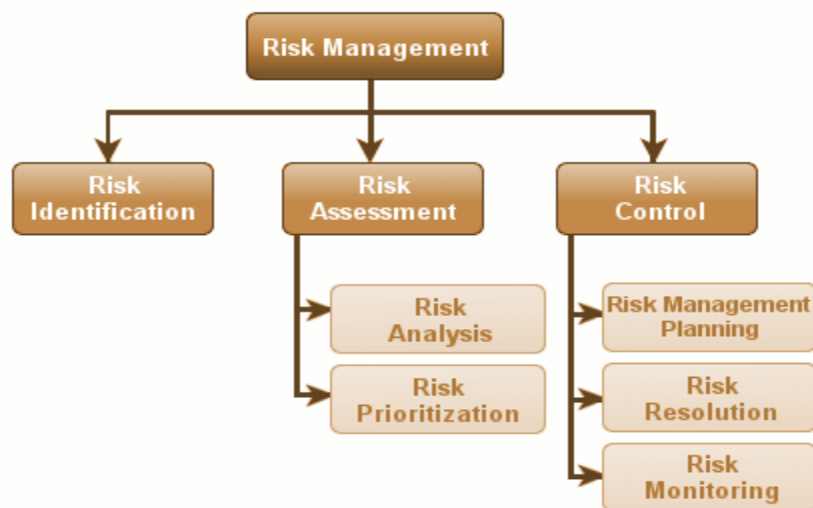 Risk Management
Risk
Identification
Risk
Assessment
Risk
Control
Risk
Analysis
Risk
Prioritization
Risk Management
Planning
Risk
Resolution
Risk
Monitoring